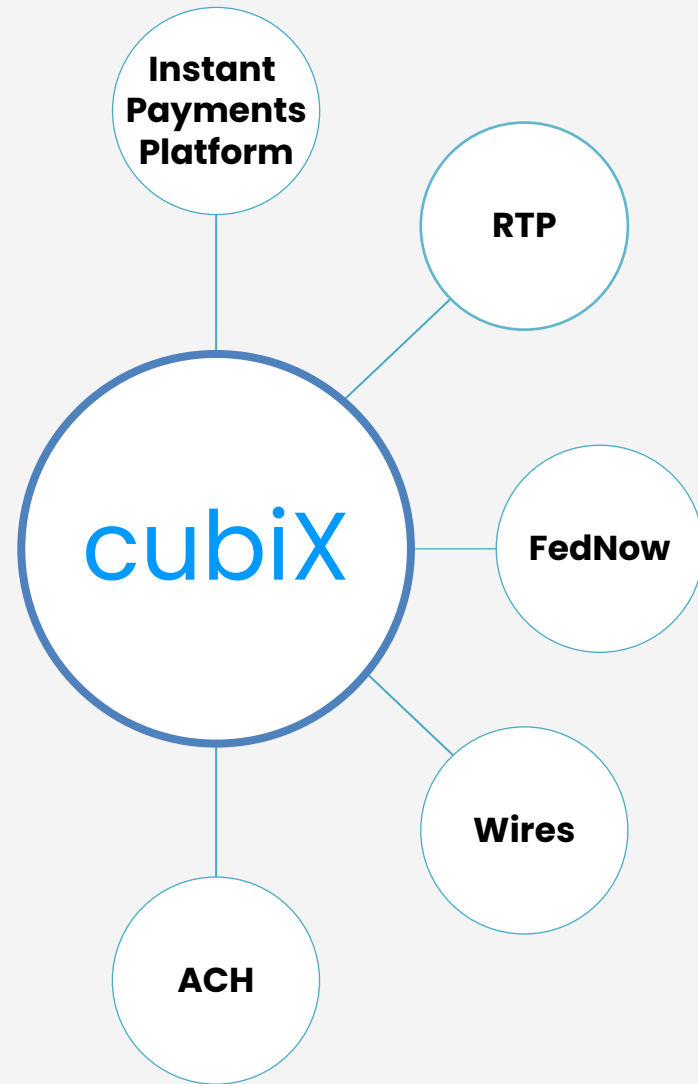 Instant
Payments
Platform
RTP
cubiX
FedNow
Wires
ACH